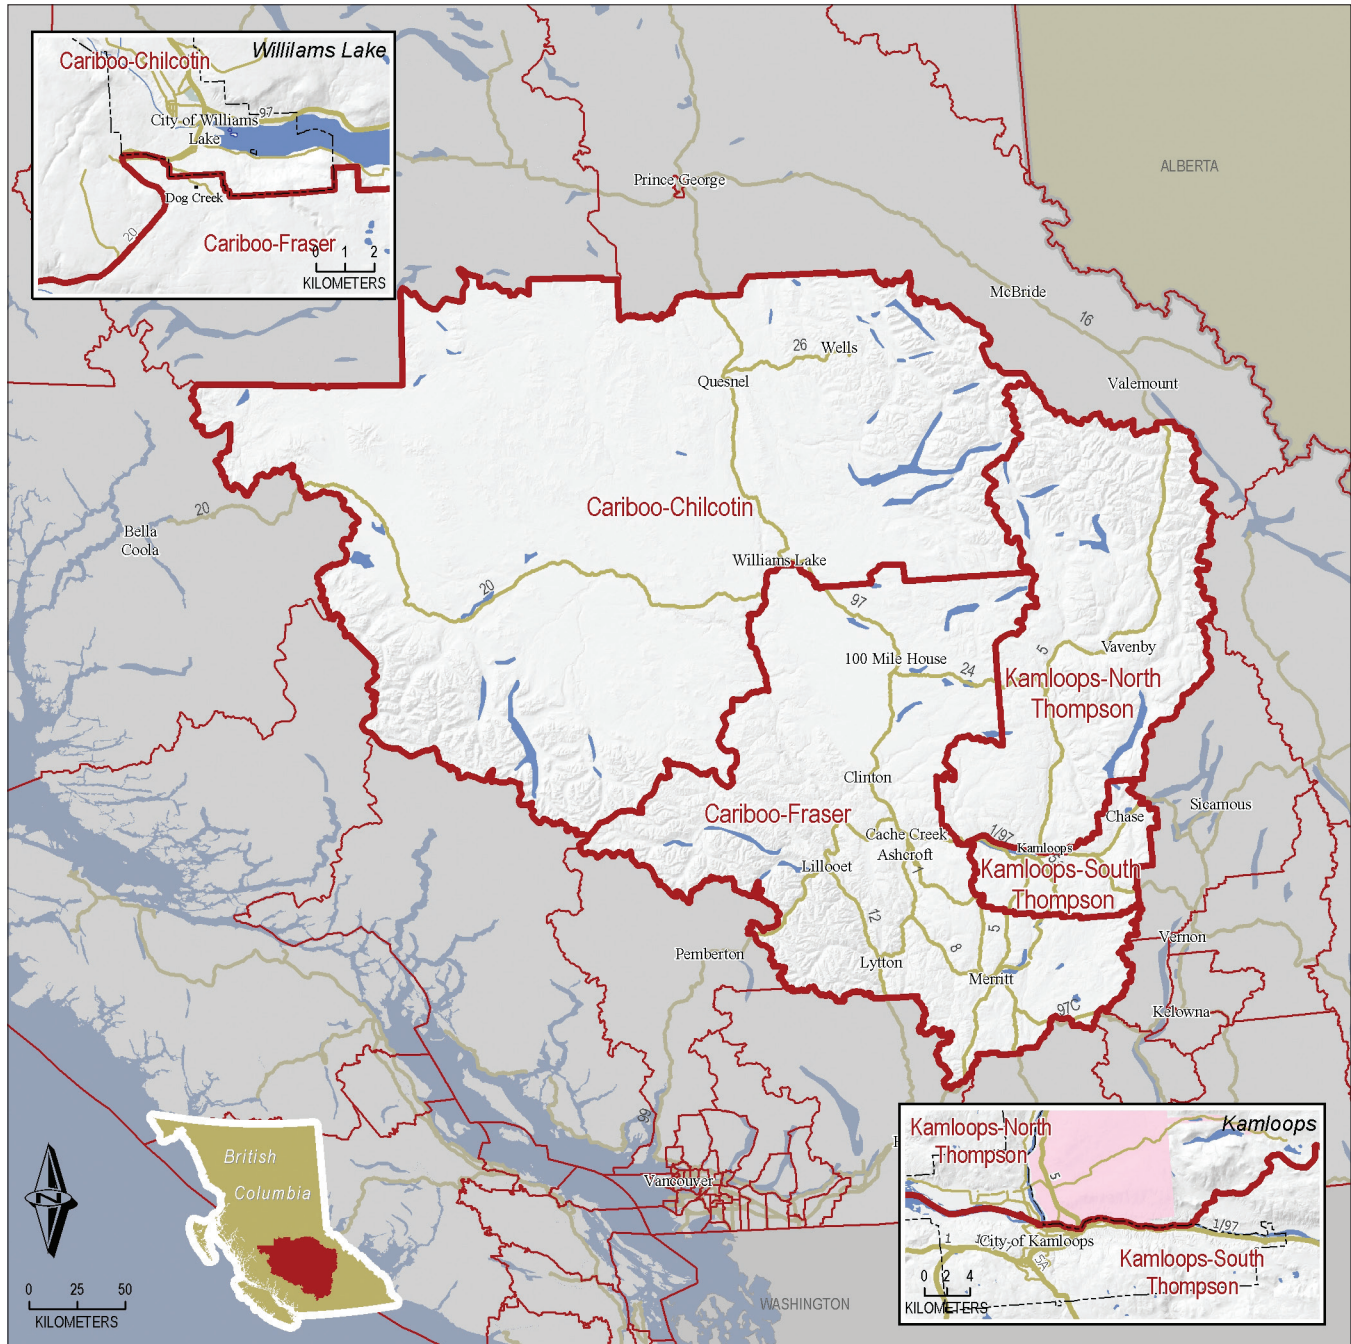 Willilams Lake
Cariboo-Chilcotin
97
City of Williams
Lake
Dog Creek
20
Cariboo-Fraser
0 1 2
KILOMETERS
ALBERTA
Prince George
McBride
16
26
Wells
Quesnel
Valemount
Cariboo-Chilcotin
20
Bella
Coola
Williams Lake
20
97
100 Mile House
24
5
Vavenby
Kamloops-North
Thompson
Clinton
Cariboo-Fraser
Sicamous
Chase
Cache Creek
1/97
Kamloops
Ashcroft
1
Lillooet
Kamloops-South
Thompson
12
8
5
Vernon
Pemberton
Lytton
Merritt
97C
Kelowna
99
Vancouver
WASHINGTON
British
Columbia
N
0 25 50
KILOMETERS
Kamloops
Kamloops-North
Thompson
5
1/97
1
City of Kamloops
5A
Kamloops-South
Thompson
0 2 4
KILOMETERS